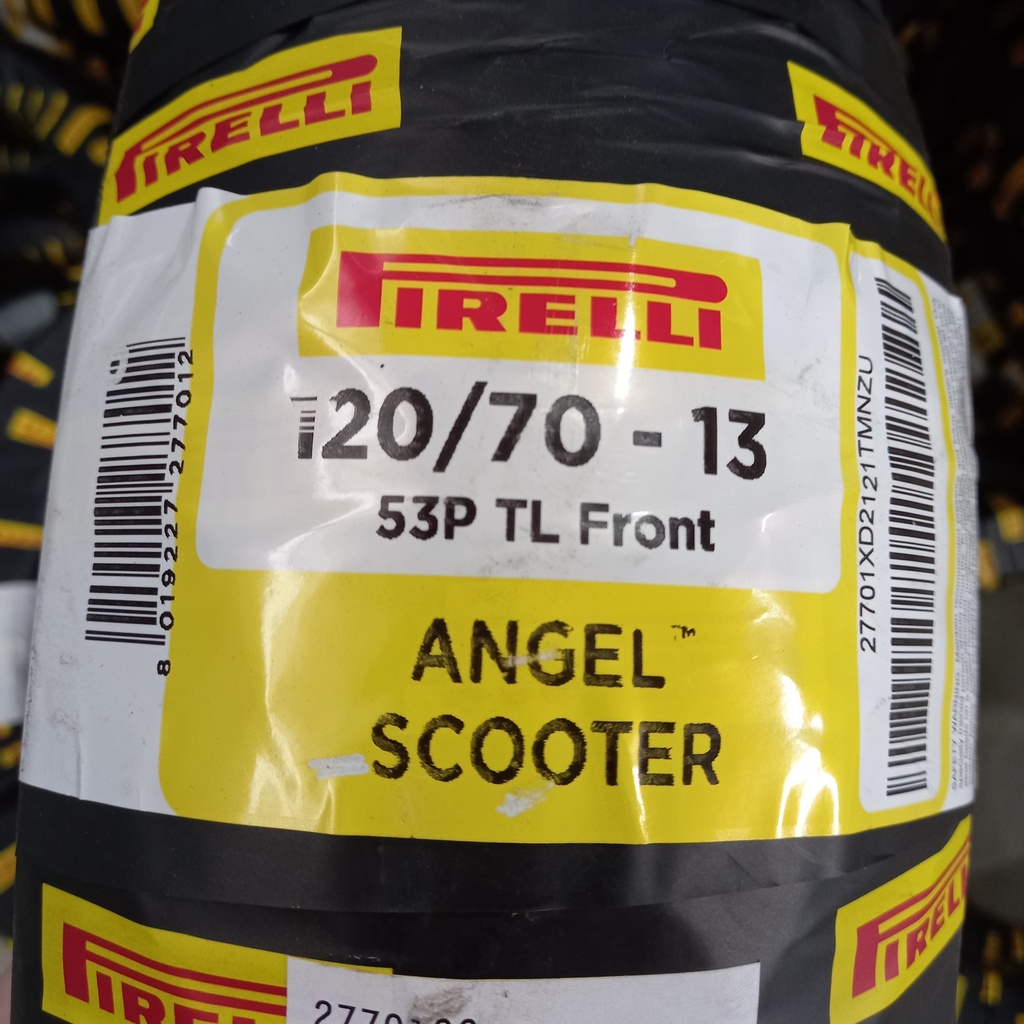 PIRELLI
PIRELLI
PIRELLI
120/70 - 13
53P TL Front
ANGEL™
SCOOTER
8 019227 277012
27701XD2121TMNZU
PIRELLI
PIRELLI